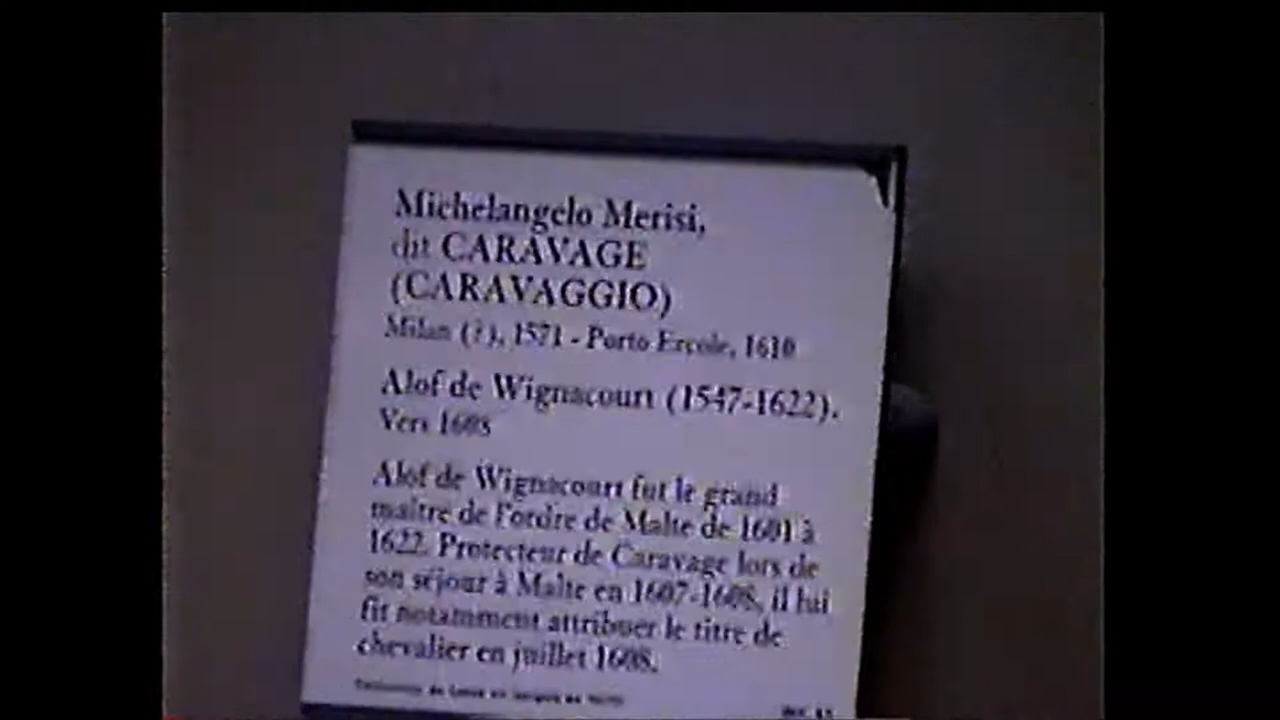 Michelangelo Merisi,
dit CARAVAGE
(CARAVAGGIO)
Milan (?), 1571 - Porto Ercole, 1610
Alof de Wignacourt (1547-1622).
Vers 1608
Alof de Wignacourt fut le grand
maître de l'ordre de Malte de 1601 à
1622. Protecteur de Caravage lors de
son séjour à Malte en 1607-1608, il lui
fit notamment attribuer le titre de
chevalier en juillet 1608.